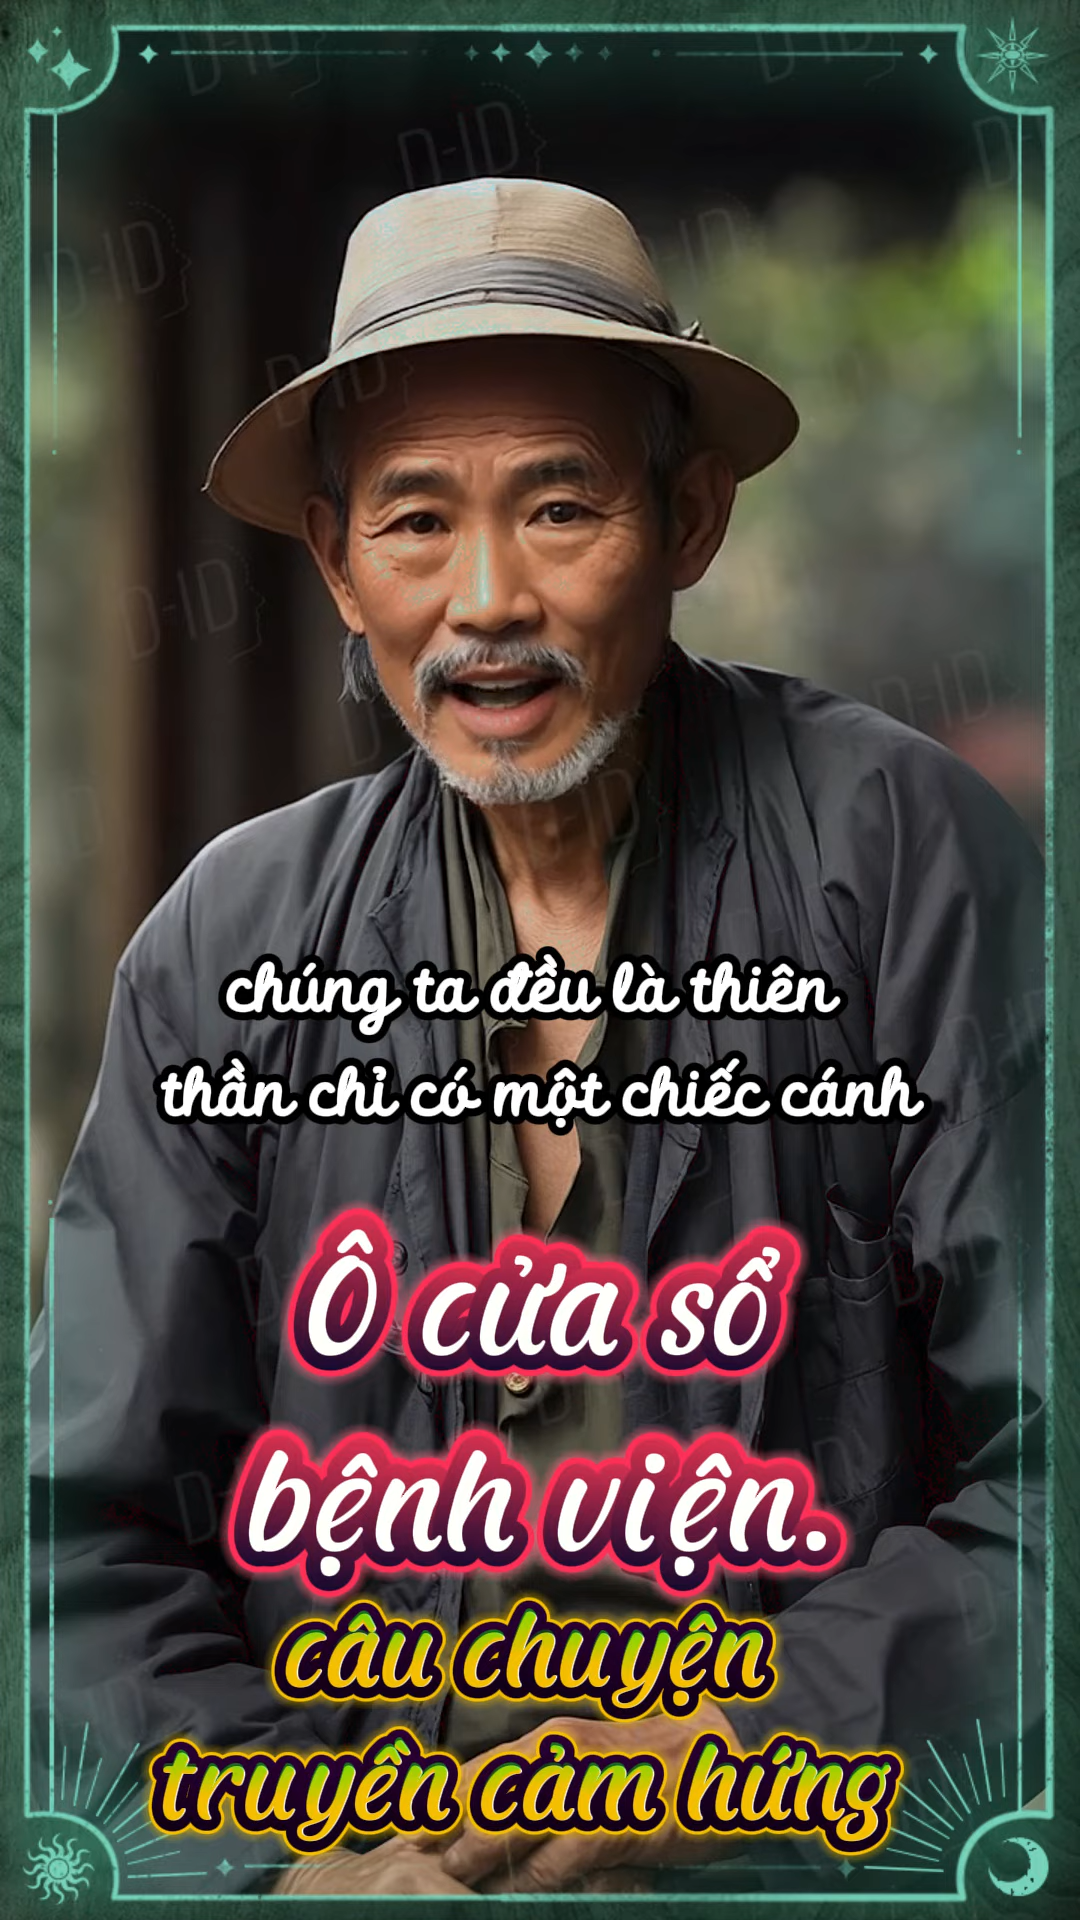 D-ID
chúng ta đều là thiên
thần chỉ có một chiếc cánh
Ô cửa sổ
bệnh viện.
câu chuyện
truyền cảm hứng